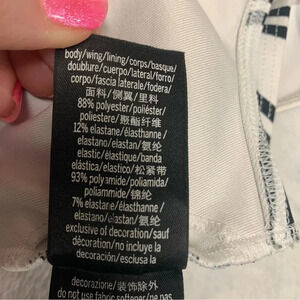 body/wing/lining/corps/basque/
doublure/cuerpo/lateral/forro/
corpo/fascia laterale/fodera/
面料/侧翼/里料
88% polyester/poliéster/
poliestere/聚酯纤维
12% elastane/élasthanne/
elastano/elastan/氨纶
elastic/élastique/banda
elástica/elastico/松紧带
93% polyamide/poliamida/
poliammide/锦纶
7% elastane/élasthanne/
elastano/elastan/氨纶
exclusive of decoration/sauf
décoration/no incluye la
decoración/esclusa la
decorazione/装饰除外
do not use fabric softener/ne pas